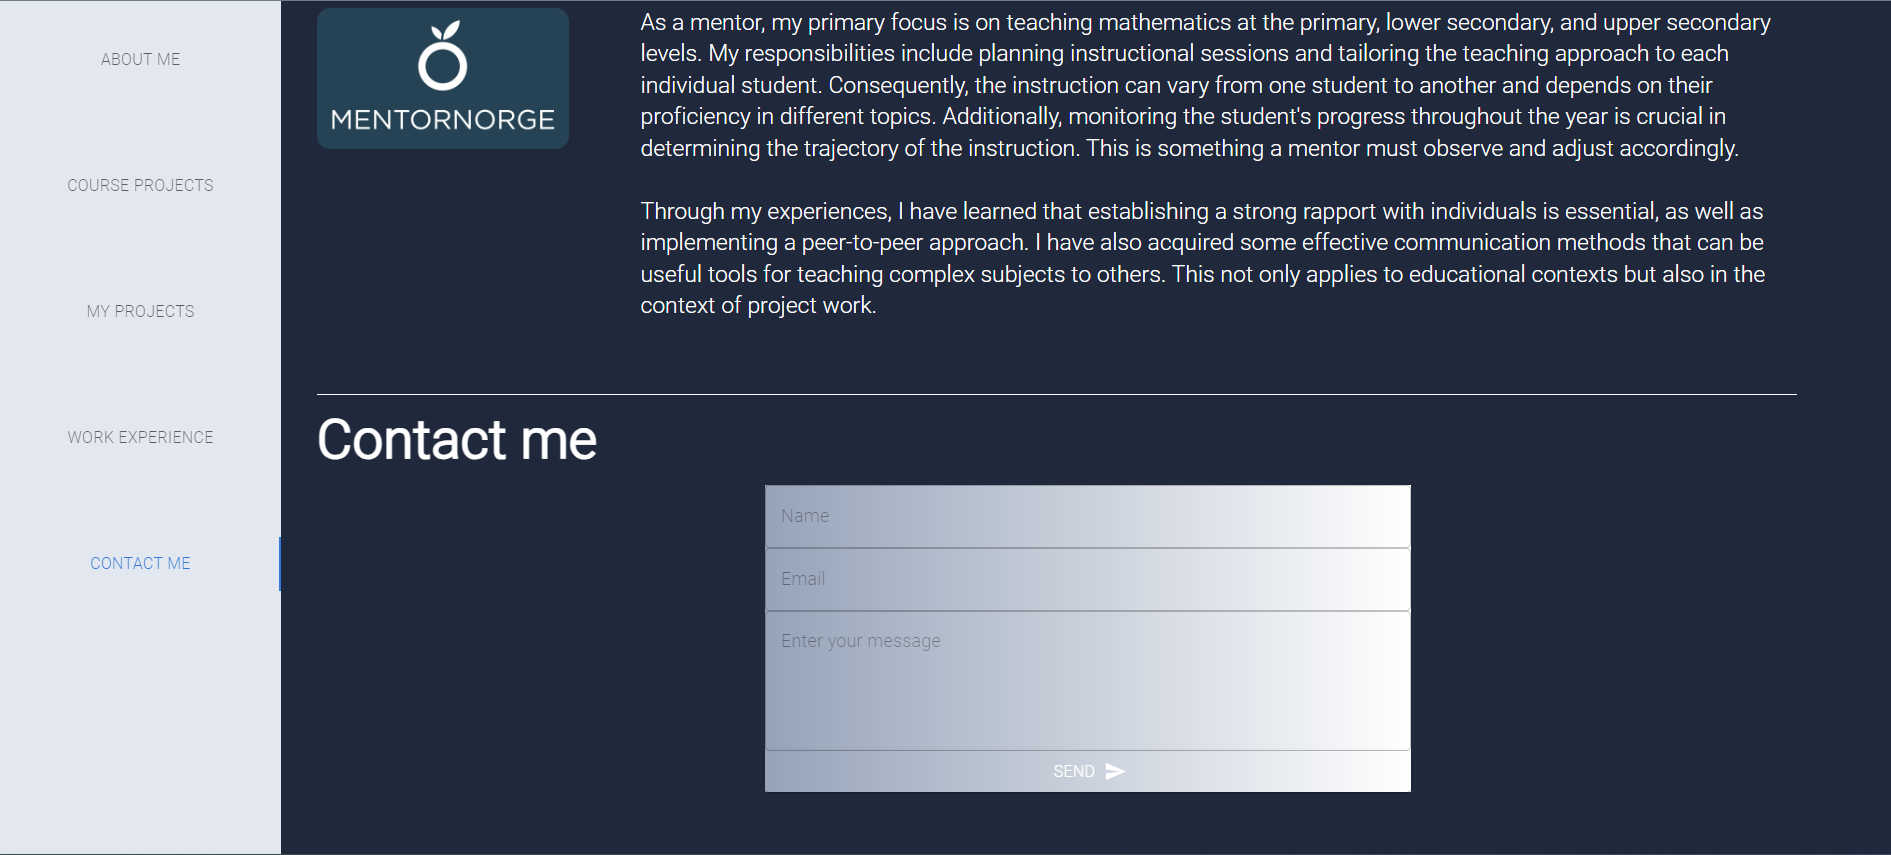 ABOUT ME
COURSE PROJECTS
MY PROJECTS
WORK EXPERIENCE
CONTACT ME
MENTORNORGE
As a mentor, my primary focus is on teaching mathematics at the primary, lower secondary, and upper secondary
levels. My responsibilities include planning instructional sessions and tailoring the teaching approach to each
individual student. Consequently, the instruction can vary from one student to another and depends on their
proficiency in different topics. Additionally, monitoring the student's progress throughout the year is crucial in
determining the trajectory of the instruction. This is something a mentor must observe and adjust accordingly.
Through my experiences, I have learned that establishing a strong rapport with individuals is essential, as well as
implementing a peer-to-peer approach. I have also acquired some effective communication methods that can be
useful tools for teaching complex subjects to others. This not only applies to educational contexts but also in the
context of project work.
Contact me
Name
Email
Enter your message
SEND